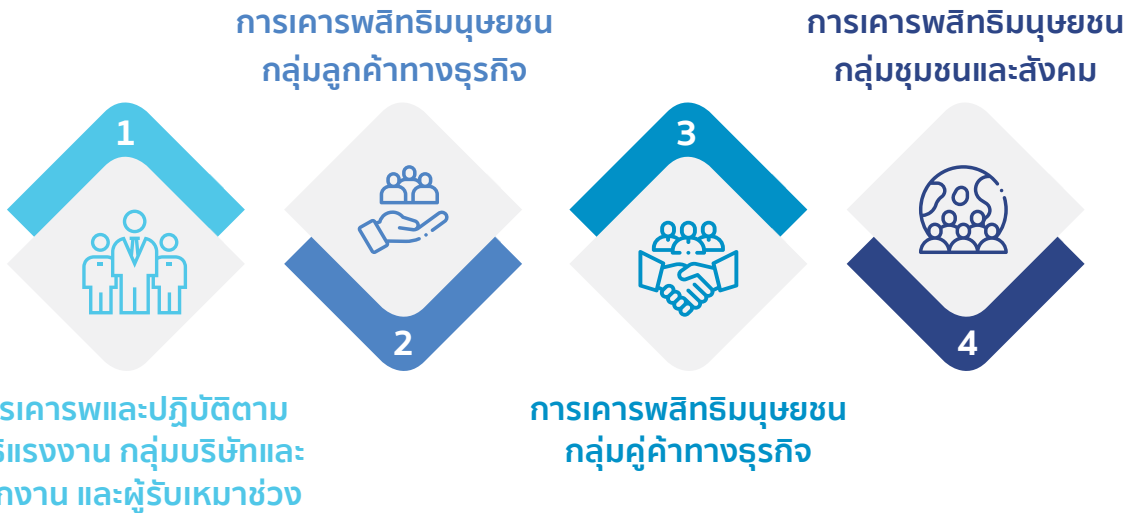 การเคารพสิทธิมนุษยชน
กลุ่มลูกค้าทางธุรกิจ
การเคารพสิทธิมนุษยชน
กลุ่มชุมชนและสังคม
1
3
2
4
รเคารพและปฏิบัติตาม
แรงงาน กลุ่มบริษัทและ
งาน และผู้รับเหมาช่วง
การเคารพสิทธิมนุษยชน
กลุ่มคู่ค้าทางธุรกิจ